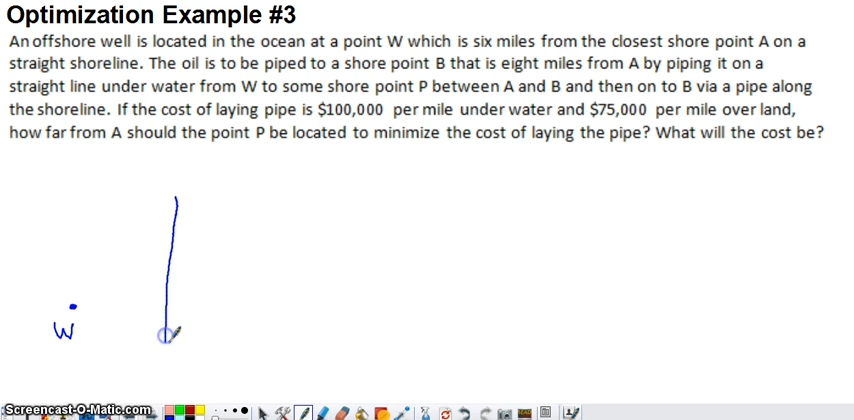 Optimization Example #3
An offshore well is located in the ocean at a point W which is six miles from the closest shore point A on a
straight shoreline. The oil is to be piped to a shore point B that is eight miles from A by piping it on a
straight line under water from W to some shore point P between A and B and then on to B via a pipe along
the shoreline. If the cost of laying pipe is $100,000 per mile under water and $75,000 per mile over land,
how far from A should the point P be located to minimize the cost of laying the pipe? What will the cost be?
W
Screencast-O-Matic.com